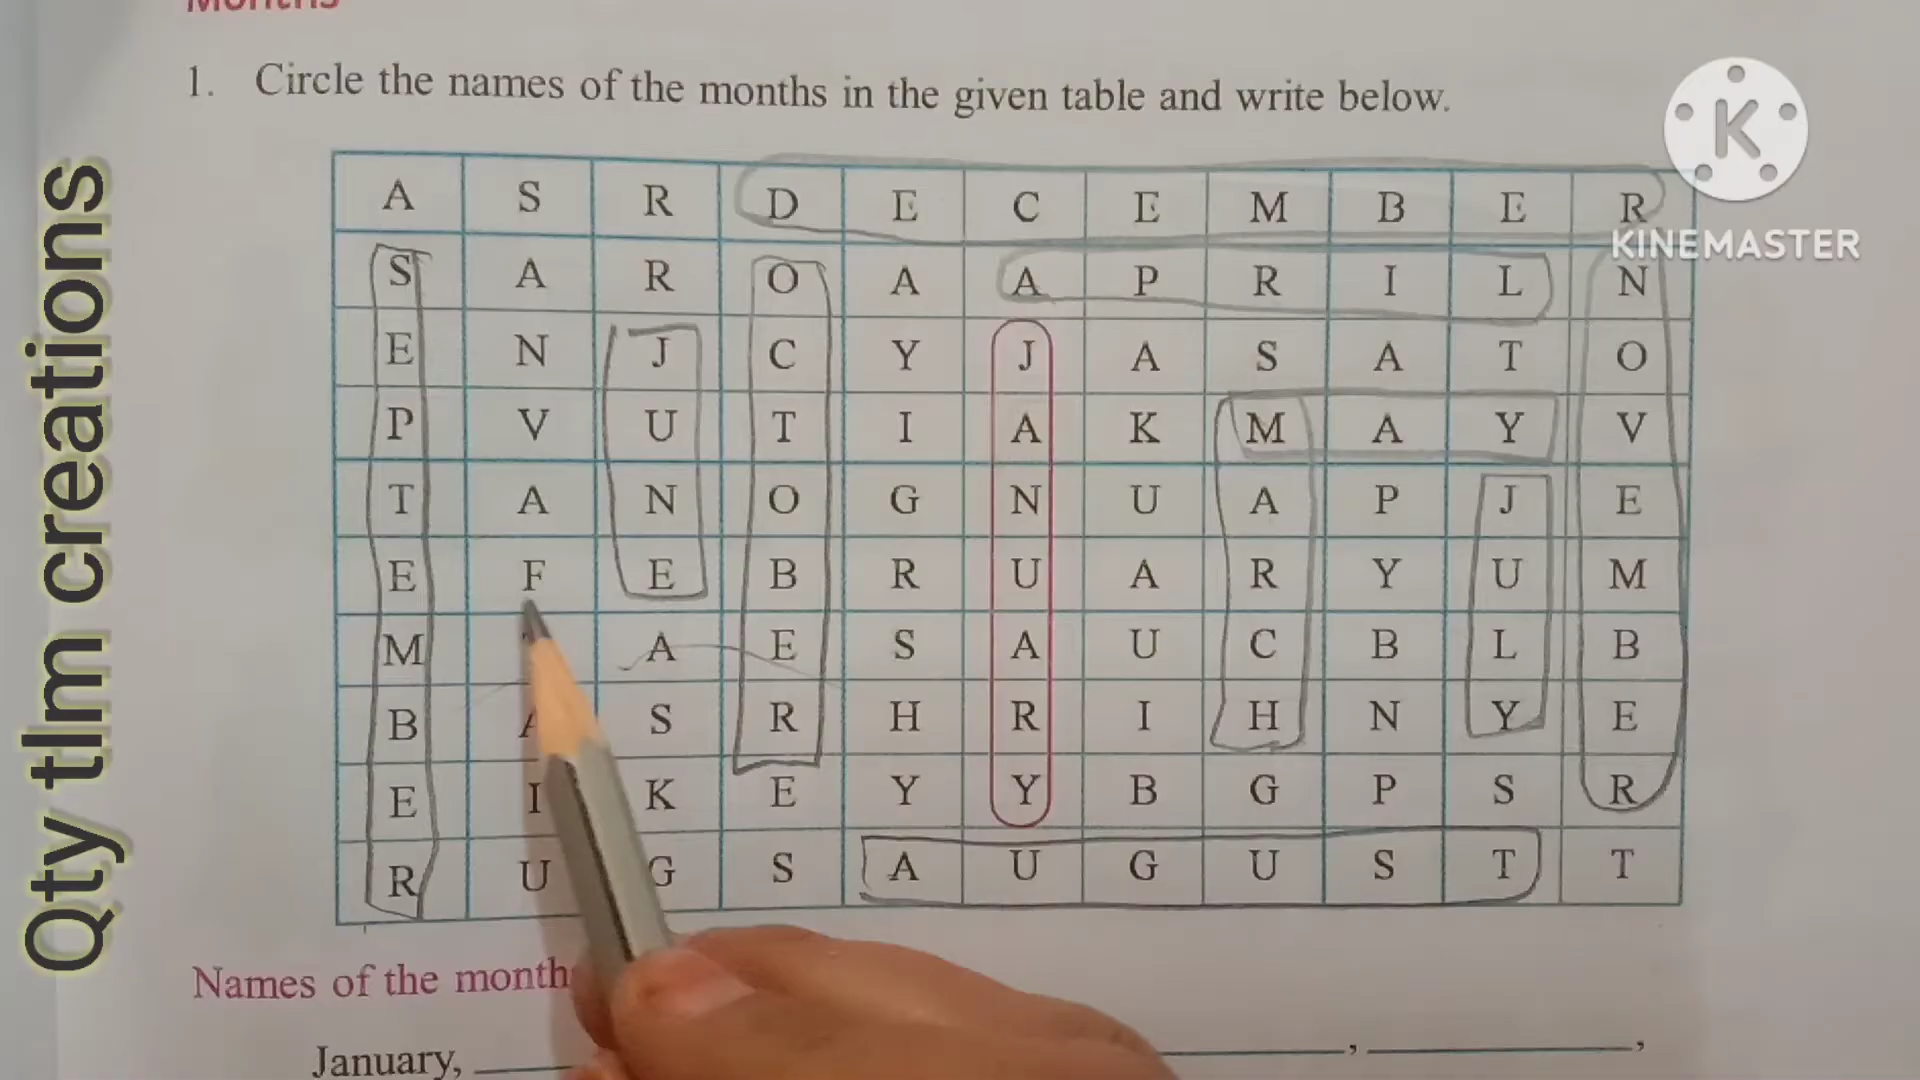 Months
1. Circle the names of the months in the given table and write below.
A S R D E C E M B E R
S A R O A A P R I L N
E N J C Y J A S A T O
P V U T I A K M A Y V
T A N O G N U A P J E
E F E B R U A R Y U M
M A E S A U C B L B
B A S R H R I H N Y E
E I K E Y Y B G P S R
R U G S A U G U S T T
Names of the month
January,
KINEMASTER
Qty tlm creations